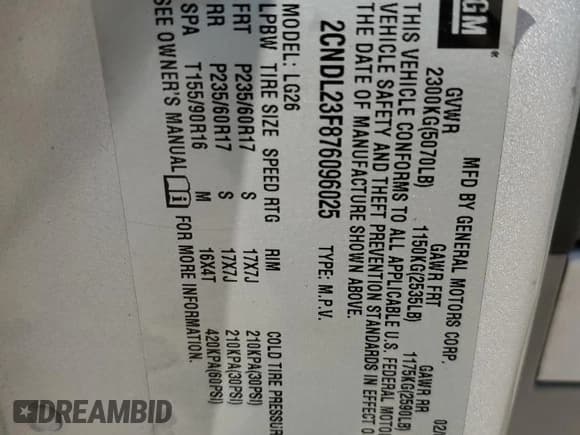 GM
®
MFD BY GENERAL MOTORS CORP. 02/
GVWR GAWR FRT GAWR RR
2300KG(5070LB) 1150KG(2535LB) 1175KG(2590LB)
THIS VEHICLE CONFORMS TO ALL APPLICABLE U.S. FEDERAL MOTO
VEHICLE SAFETY AND THEFT PREVENTION STANDARDS IN EFFECT O
THE DATE OF MANUFACTURE SHOWN ABOVE.
2CNDL23F876096025 TYPE: M.P.V.
MODEL: LG26
LPBW TIRE SIZE SPEED RTG RIM COLD TIRE PRESSUR
FRT P235/60R17 S 17X7J 210KPA(30PSI)
RR P235/60R17 S 17X7J 210KPA(30PSI)
SPA T155/90R16 M 16X4T 420KPA(60PSI)
SEE OWNER'S MANUAL i FOR MORE INFORMATION.
DREAMBID